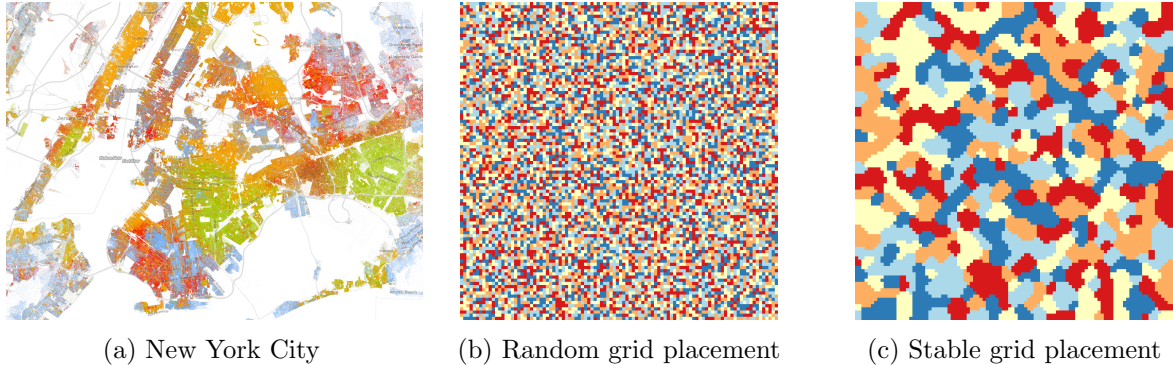 (a) New York City
(b) Random grid placement
(c) Stable grid placement